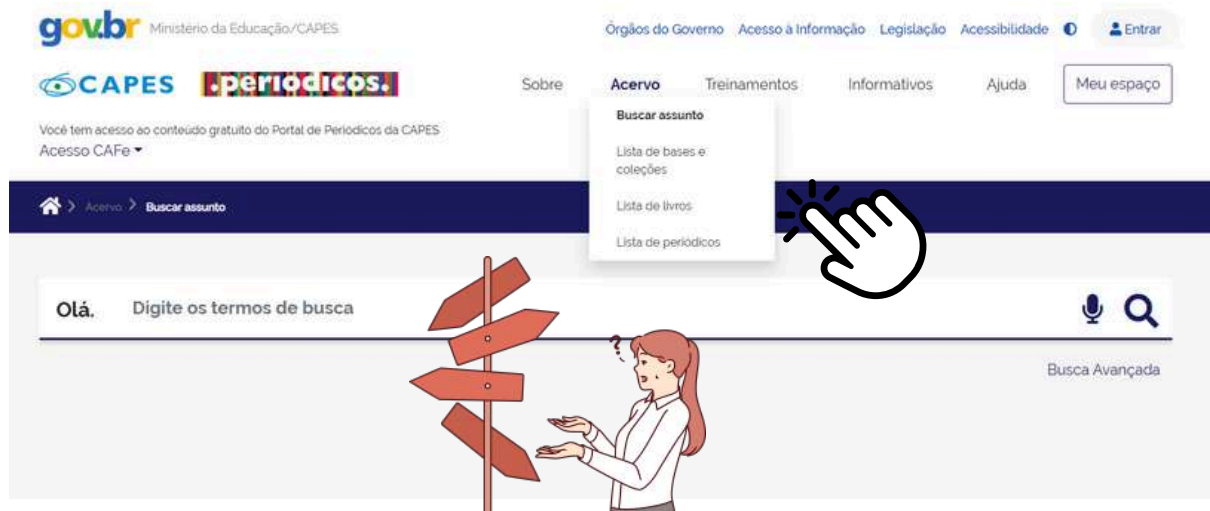 gov.br Ministério da Educação/CAPES
Órgãos do Governo Acesso à Informação Legislação Acessibilidade Entrar
CAPES .periodicos.
Sobre Acervo Treinamentos Informativos Ajuda Meu espaço
Você tem acesso ao conteúdo gratuito do Portal de Periódicos da CAPES
Acesso CAFe
Buscar assunto
Lista de bases e
coleções
Lista de livros
Lista de periódicos
Acervo > Buscar assunto
Olá. Digite os termos de busca
Busca Avançada
?